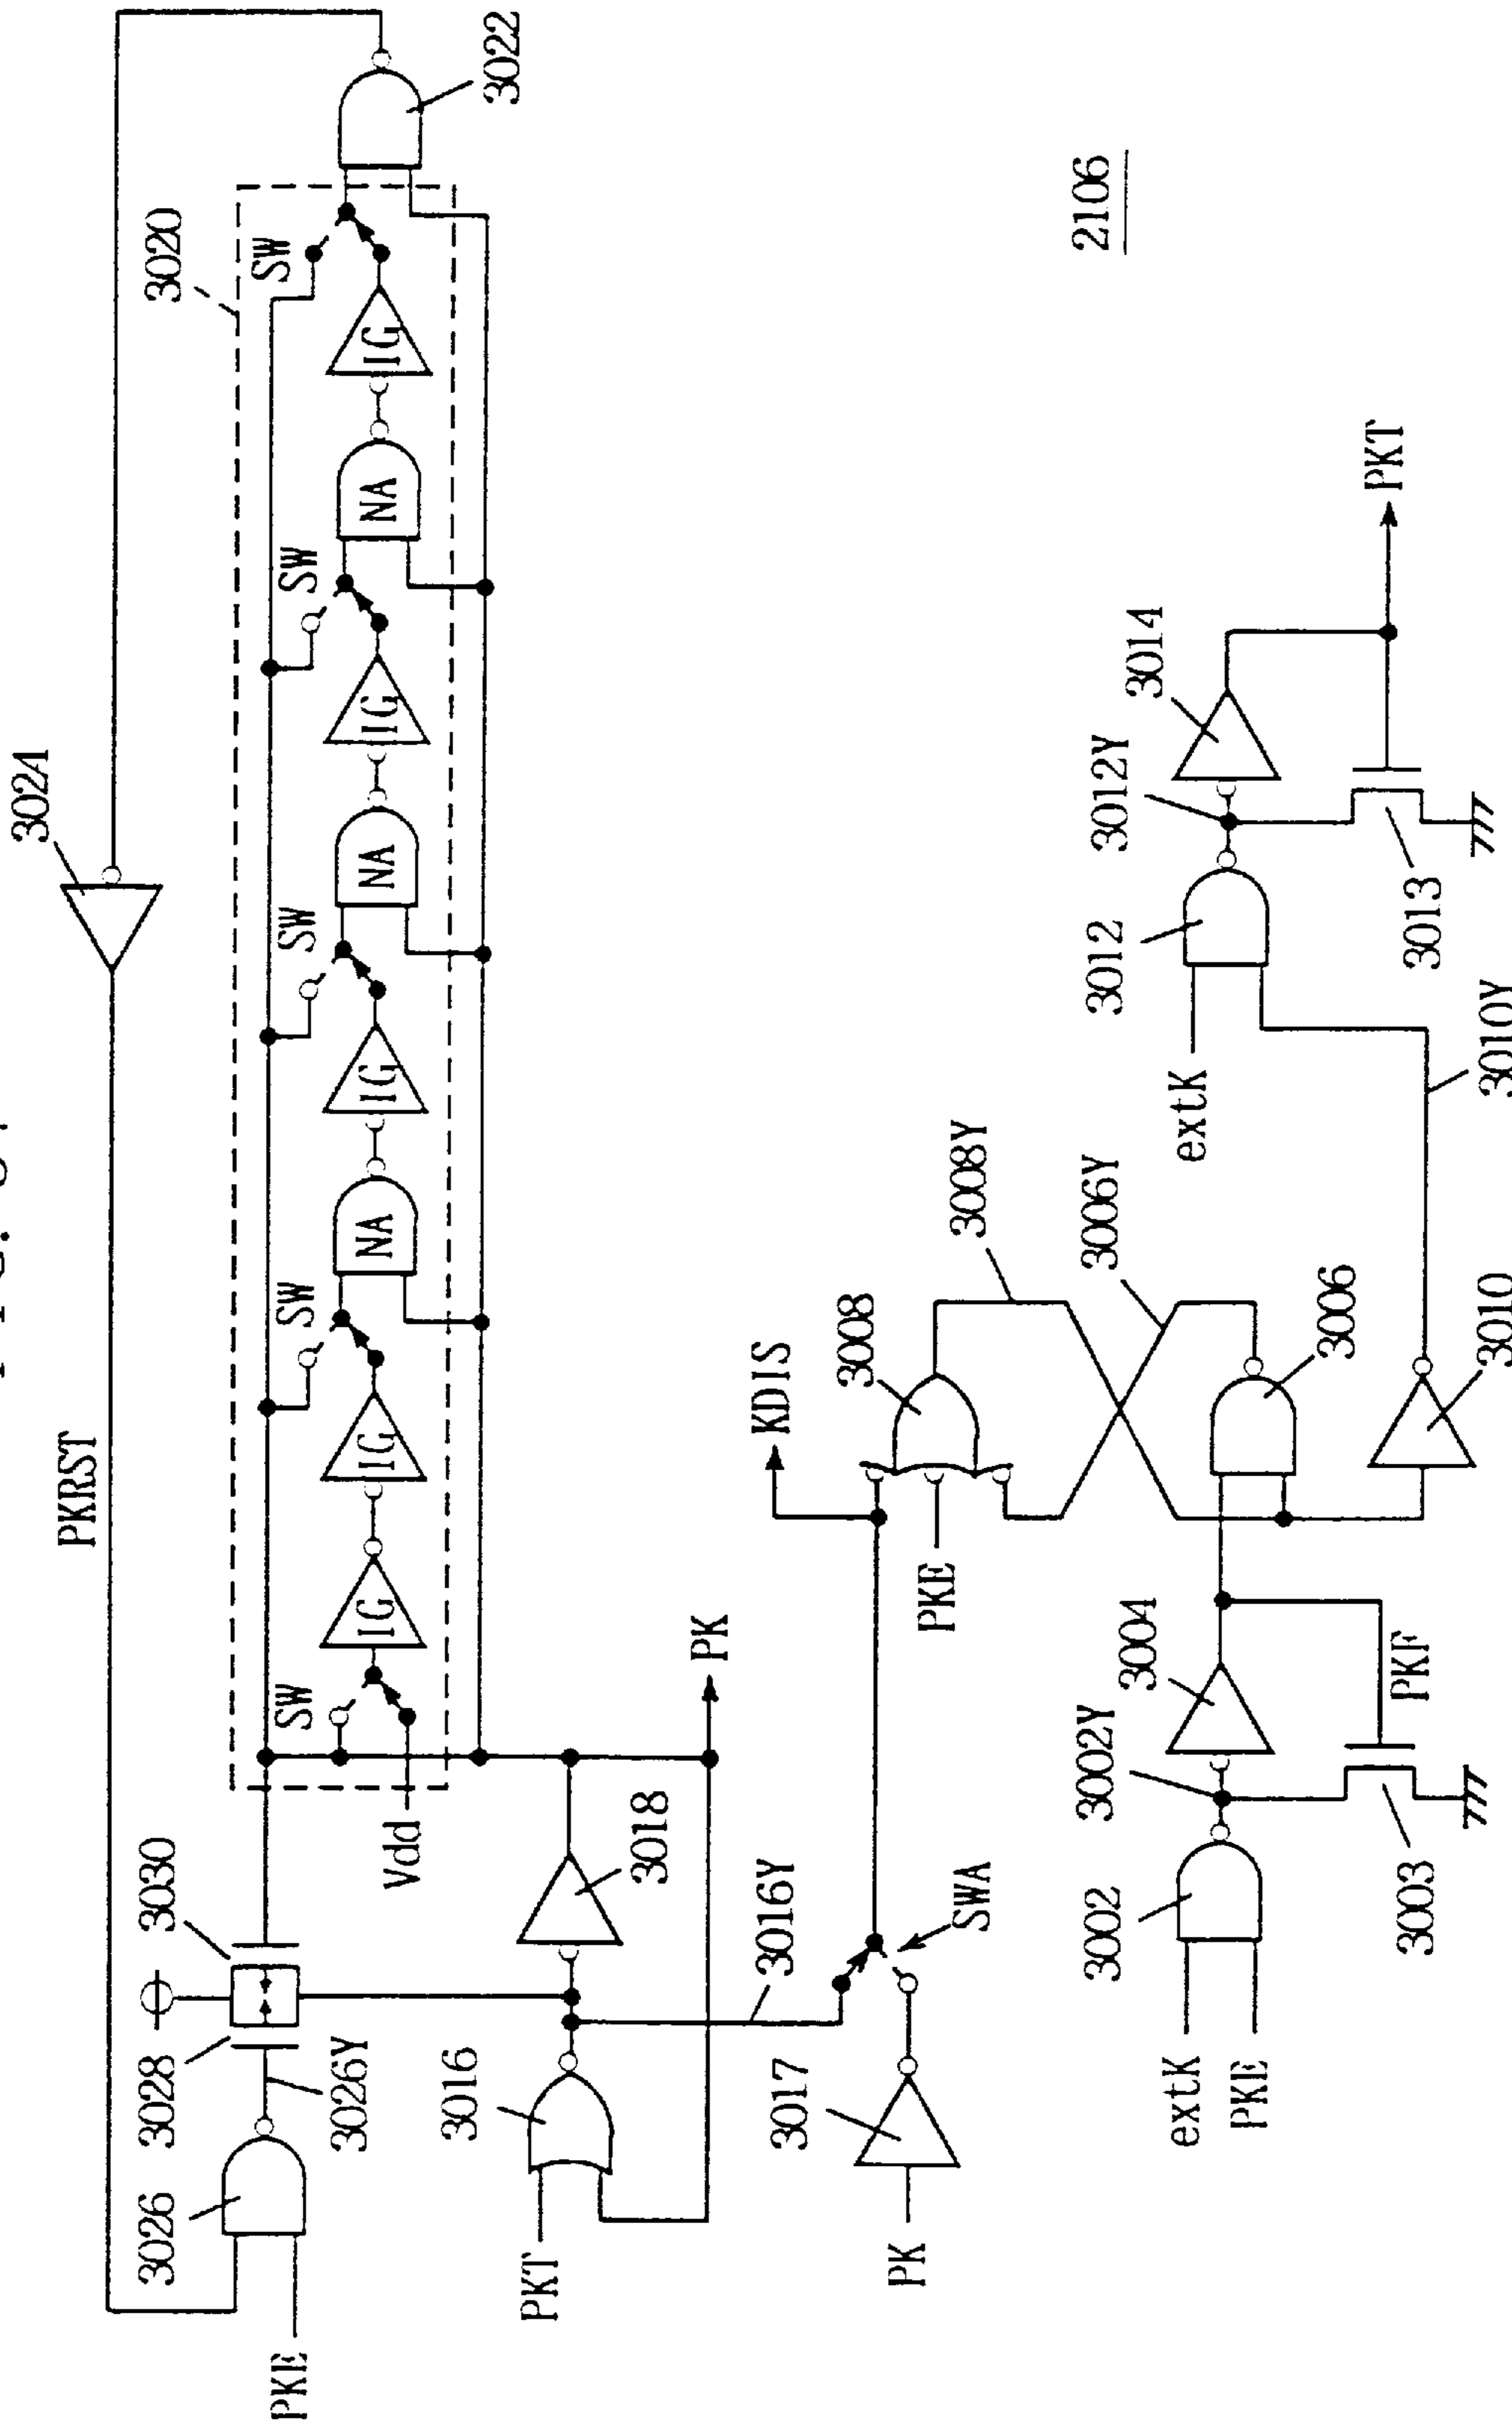 3024
PKRST
3022
3020
SW
SW
SW
SW
SW
IG
IG
NA
IG
NA
IG
NA
IG
Vdd
3030
3028
3026Y
3026
PKE
3018
PK
3016
PKT
3016Y
3017
PK
SWA
KDIS
3008
PKE
3008Y
3006Y
3006
3010
3010Y
3002
extK
PKE
3002Y
3003
3004
PKF
extK
3012
3012Y
3013
3014
PKT
2106